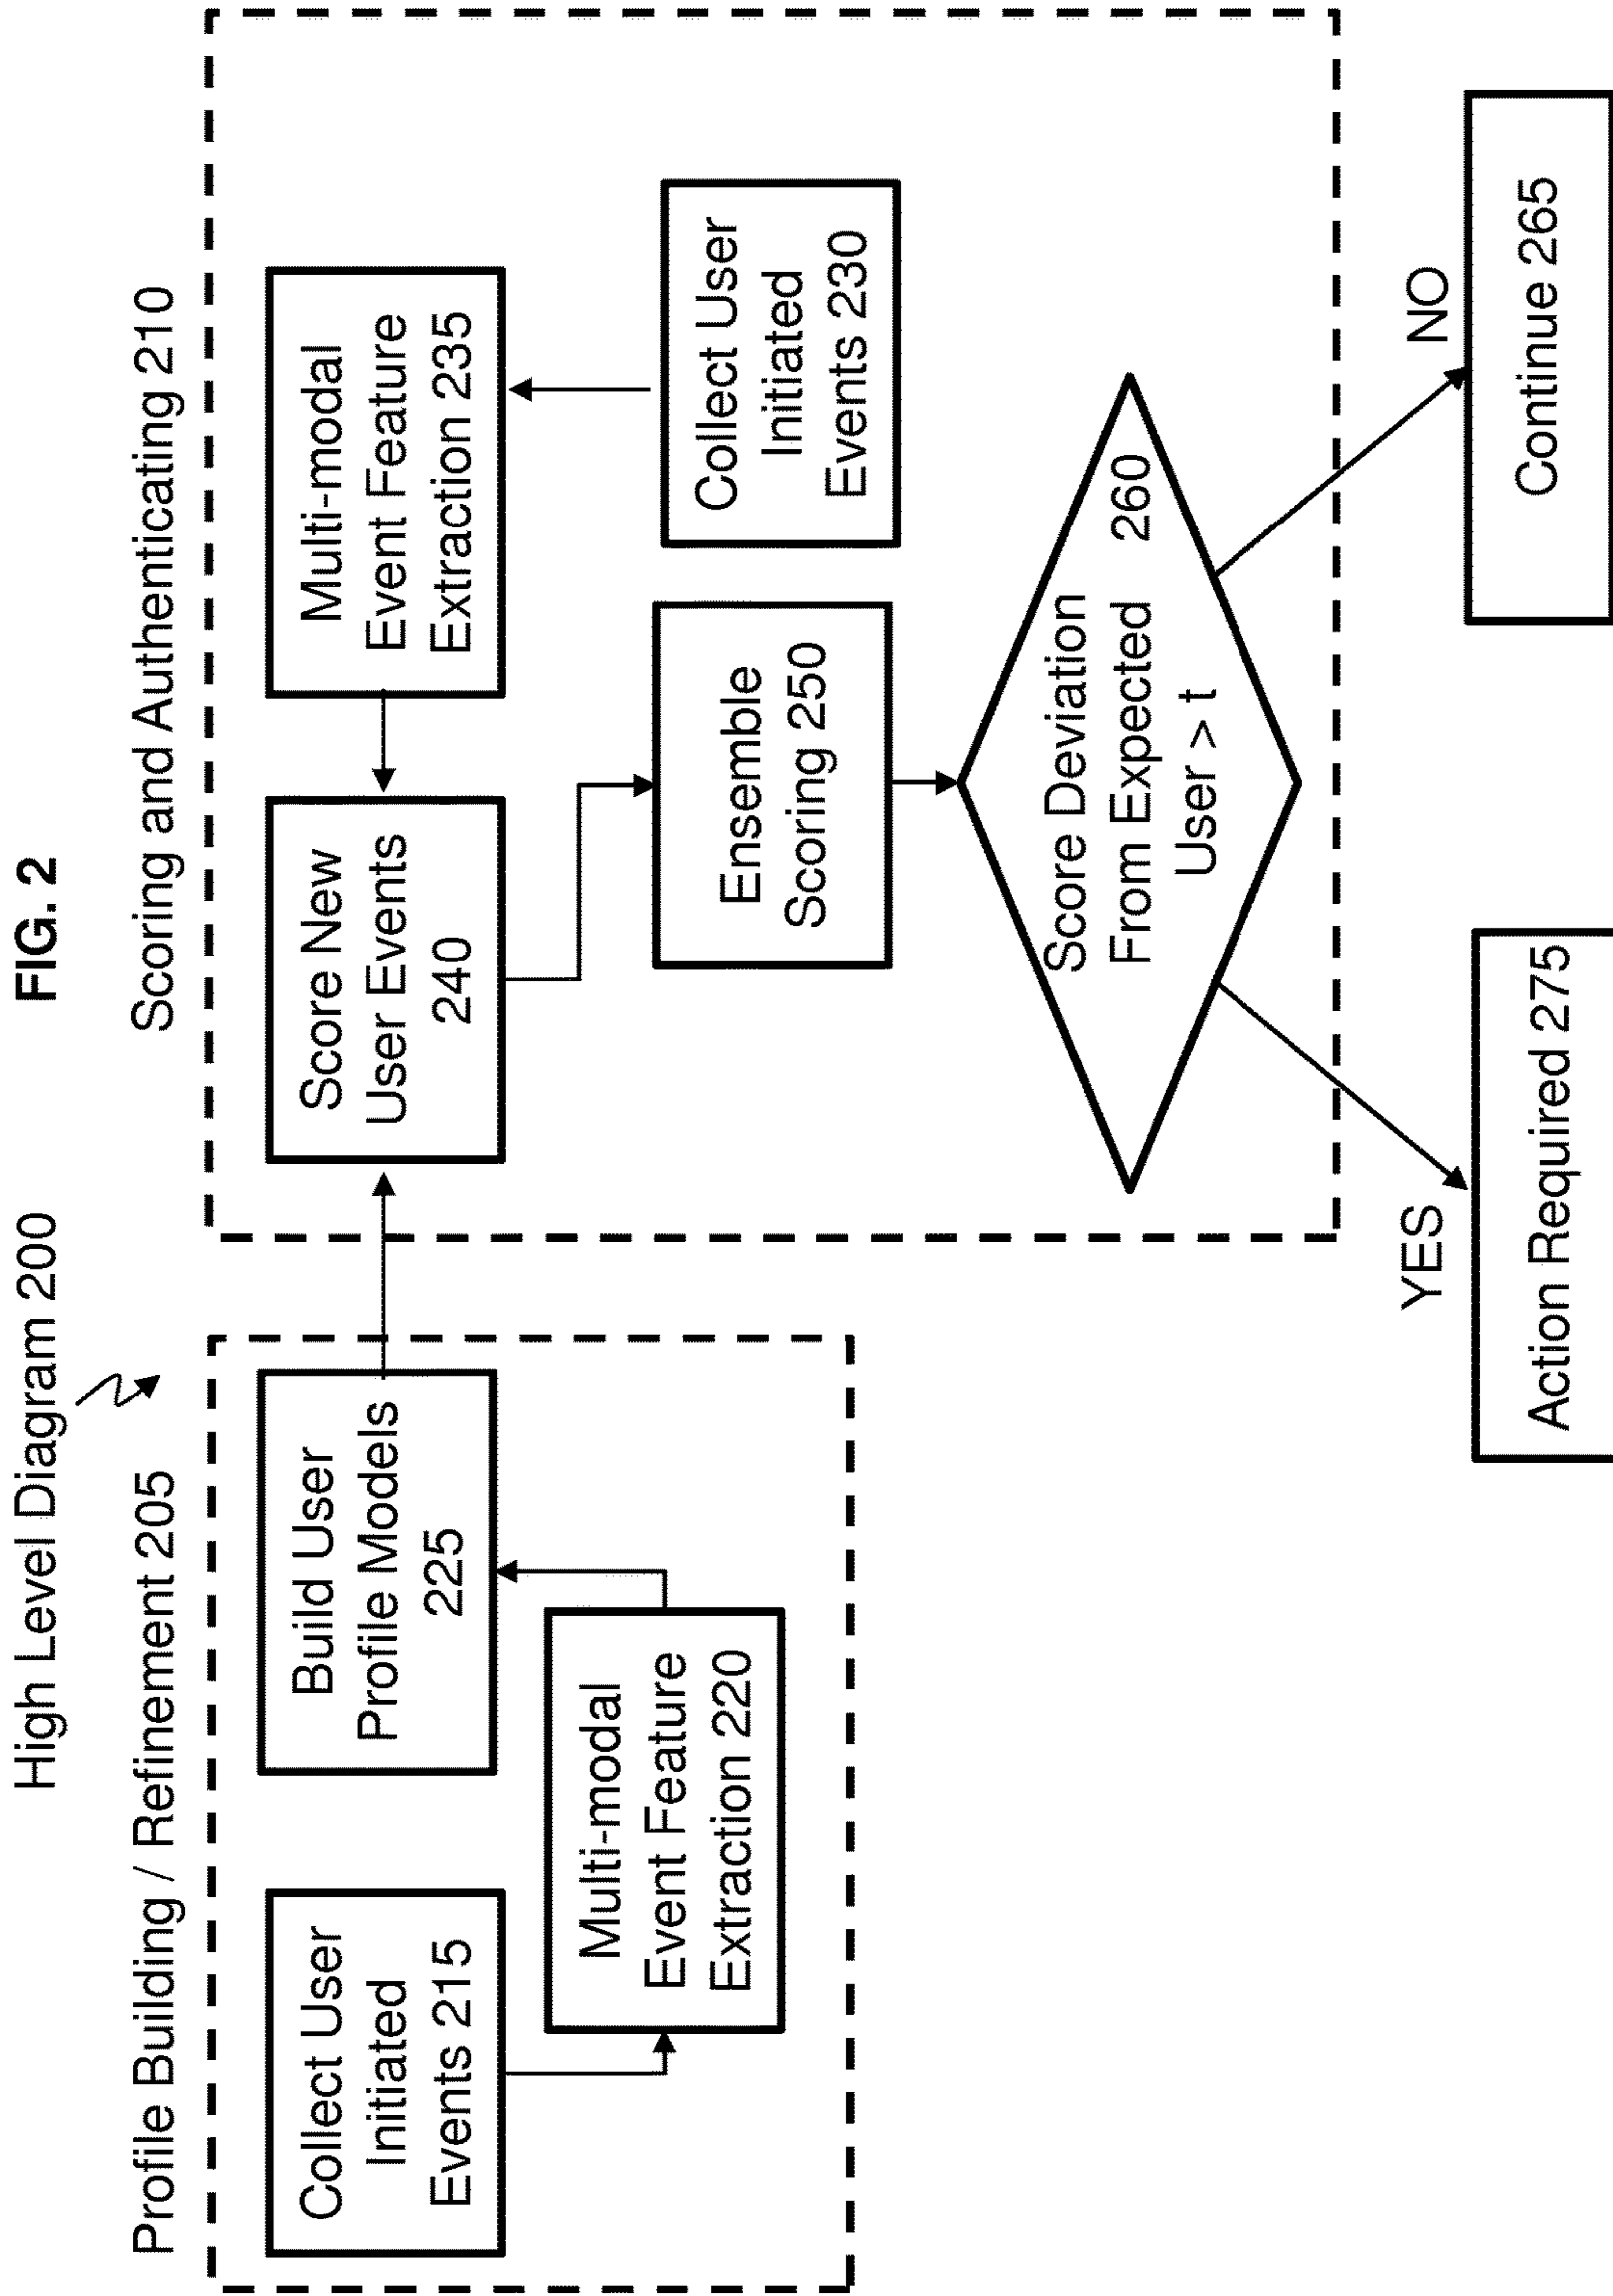 FIG. 2
High Level Diagram 200
Profile Building / Refinement 205
Collect User
Initiated
Events 215
Multi-modal
Event Feature
Extraction 220
Build User
Profile Models
225
Scoring and Authenticating 210
Score New
User Events
240
Multi-modal
Event Feature
Extraction 235
Collect User
Initiated
Events 230
Ensemble
Scoring 250
Score Deviation
From Expected 260
User > t
YES
NO
Action Required 275
Continue 265